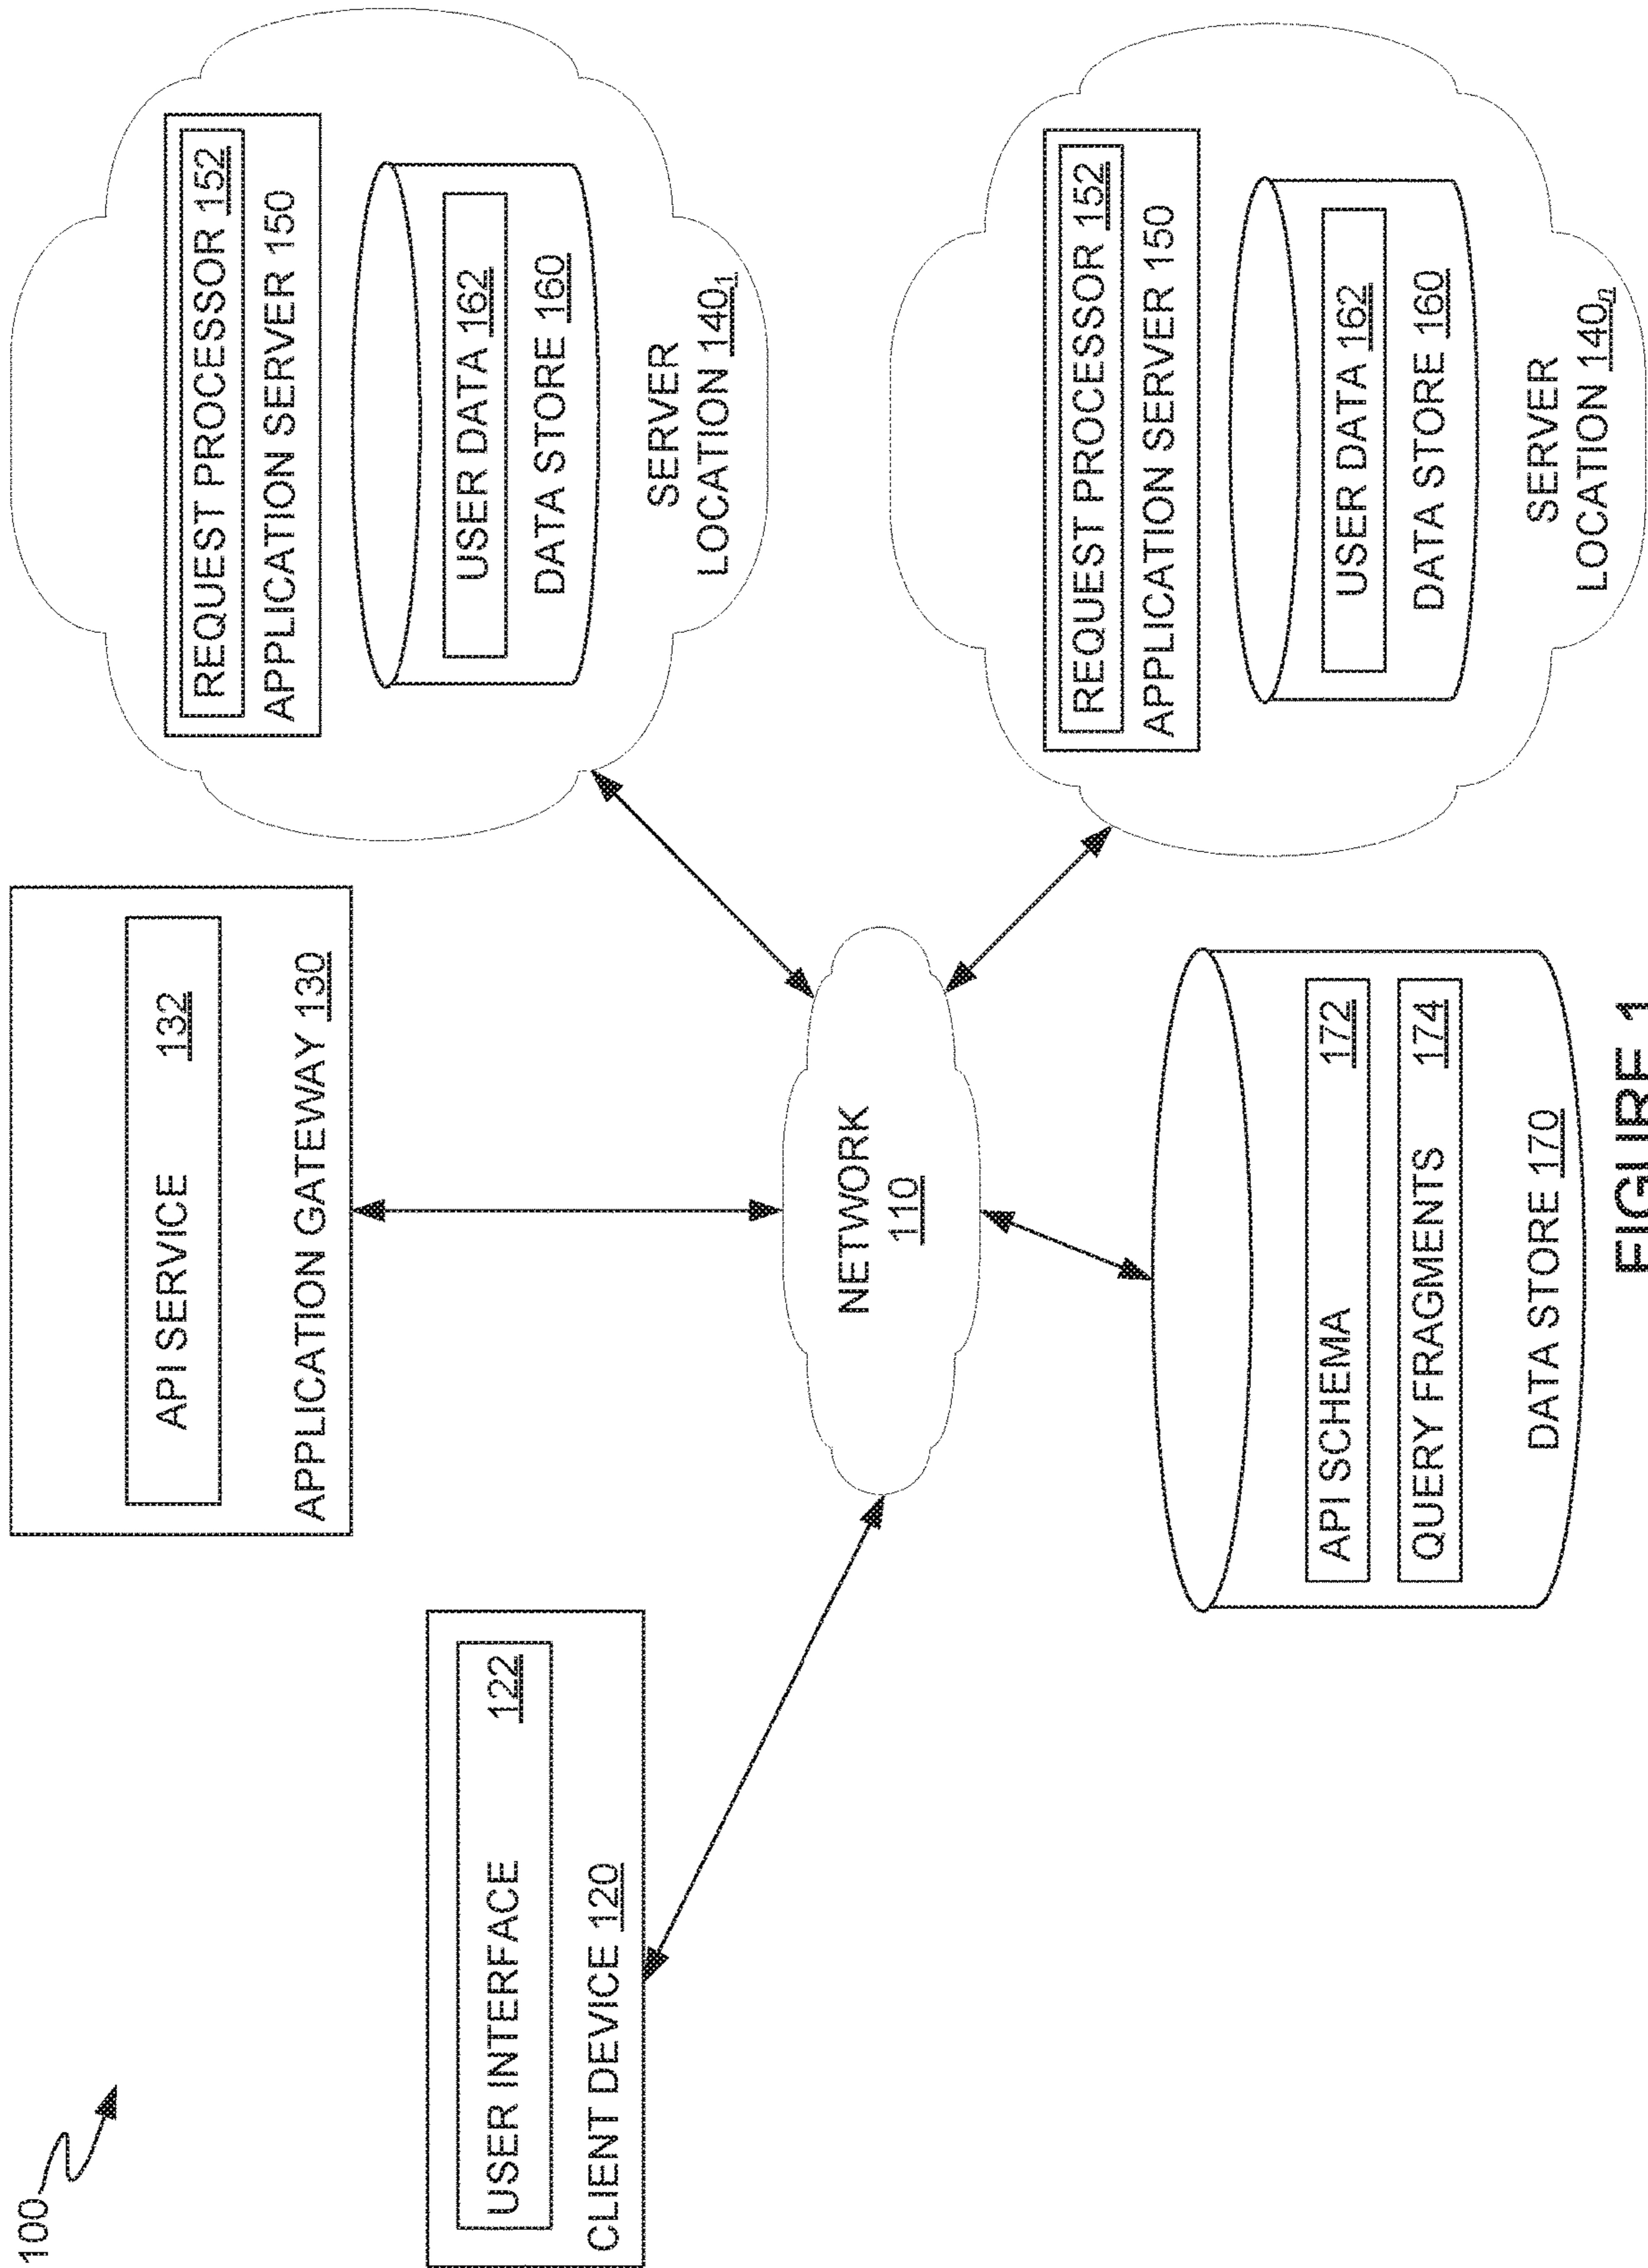 100
USER INTERFACE 122
CLIENT DEVICE 120
API SERVICE 132
APPLICATION GATEWAY 130
NETWORK
110
API SCHEMA 172
QUERY FRAGMENTS 174
DATA STORE 170
REQUEST PROCESSOR 152
APPLICATION SERVER 150
USER DATA 162
DATA STORE 160
SERVER
LOCATION 140₁
REQUEST PROCESSOR 152
APPLICATION SERVER 150
USER DATA 162
DATA STORE 160
SERVER
LOCATION 140ₙ
FIGURE 1